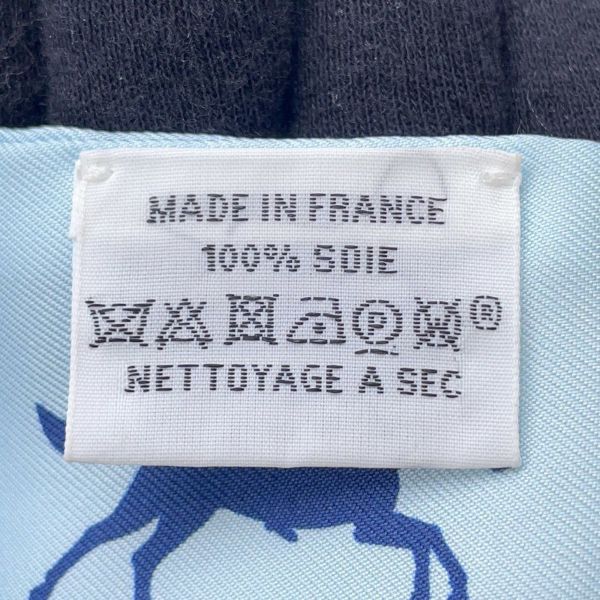 MADE IN FRANCE
100% SOIE
P ®
NETTOYAGE A SEC